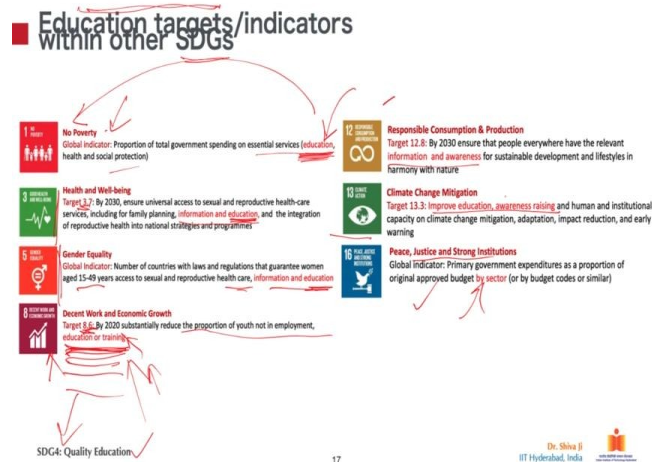 Education targets/indicators
within other SDGs
1 NO POVERTY
No Poverty
Global indicator: Proportion of total government spending on essential services (education,
health and social protection)
3 GOOD HEALTH AND WELL-BEING
Health and Well-being
Target 3.7: By 2030, ensure universal access to sexual and reproductive health-care
services, including for family planning, information and education, and the integration
of reproductive health into national strategies and programmes
5 GENDER EQUALITY
Gender Equality
Global Indicator: Number of countries with laws and regulations that guarantee women
aged 15-49 years access to sexual and reproductive health care, information and education
8 DECENT WORK AND ECONOMIC GROWTH
Decent Work and Economic Growth
Target 8.6: By 2020 substantially reduce the proportion of youth not in employment,
education or training
SDG4: Quality Education
12 RESPONSIBLE CONSUMPTION & PRODUCTION
Responsible Consumption & Production
Target 12.8: By 2030 ensure that people everywhere have the relevant
information and awareness for sustainable development and lifestyles in
harmony with nature
13 CLIMATE ACTION
Climate Change Mitigation
Target 13.3: Improve education, awareness raising and human and institutional
capacity on climate change mitigation, adaptation, impact reduction, and early
warning
16 PEACE, JUSTICE AND STRONG INSTITUTIONS
Peace, Justice and Strong Institutions
Global indicator: Primary government expenditures as a proportion of
original approved budget by sector (or by budget codes or similar)
17
Dr. Shiva Ji
IIT Hyderabad, India